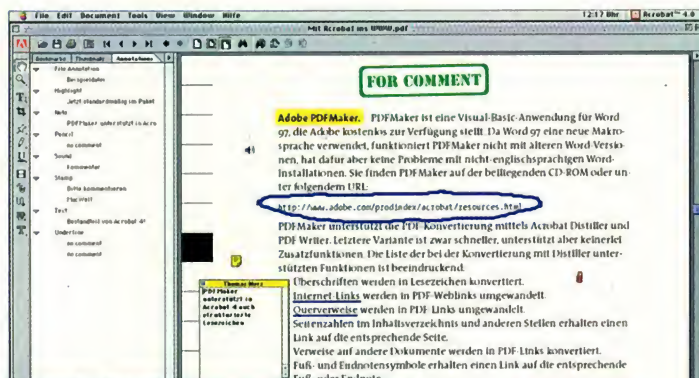 File Edit Document Tools View Window Hilfe 12:17 Uhr Acrobat™ 4.0
Mit Acrobat ins WWW.pdf
Bookmarks Thumbnails Annotations
File Annotation
Beispieldatei
Highlight
Jetzt standardmäßig im Paket
Note
PDFMaker unterstützt in Acro
Pencil
no comment
Sound
Kommentar
Stamp
Bitte kommentieren
Text
Bestandteil von Acrobat 4!
Underline
no comment
no comment
FOR COMMENT
Adobe PDFMaker. PDFMaker ist eine Visual-Basic-Anwendung für Word
97, die Adobe kostenlos zur Verfügung stellt. Da Word 97 eine neue Makro-
sprache verwendet, funktioniert PDFMaker nicht mit älteren Word-Versio-
nen, hat dafür aber keine Probleme mit nicht-englischsprachigen Word-
Installationen. Sie finden PDFMaker auf der beiliegenden CD-ROM oder un-
ter folgendem URL:
http://www.adobe.com/prodindex/acrobat/resources.html
PDFMaker unterstützt die PDF-Konvertierung mittels Acrobat Distiller und
PDF Writer. Letztere Variante ist zwar schneller, unterstützt aber keinerlei
Zusatzfunktionen. Die Liste der bei der Konvertierung mit Distiller unter-
stützten Funktionen ist beeindruckend.
Thomas Merz
PDFMaker
unterstützt in
Acrobat 4 auch
strukturierte
Lesezeichen
Überschriften werden in Lesezeichen konvertiert.
Internet-Links werden in PDF-Weblinks umgewandelt.
Querverweise werden in PDF-Links umgewandelt.
Seitenzahlen im Inhaltsverzeichnis und anderen Stellen erhalten einen
Link auf die entsprechende Seite.
Verweise auf andere Dokumente werden in PDF-Links konvertiert.
Fuß- und Endnotensymbole erhalten einen Link auf die entsprechende
Fuß- oder Endnote.